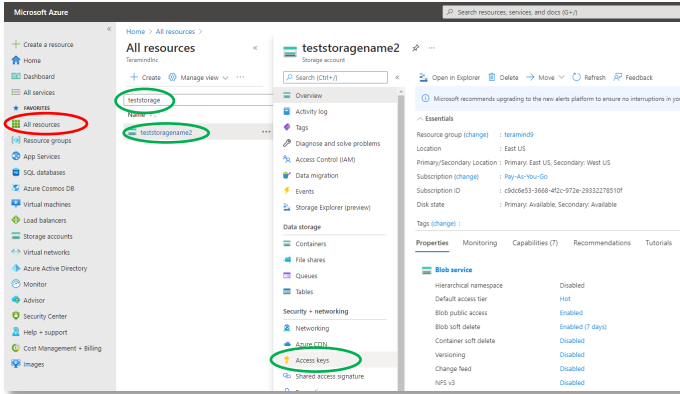 Microsoft Azure
Search resources, services, and docs (G+/)
«
Create a resource
Home
Dashboard
All services
FAVORITES
All resources
Resource groups
App Services
SQL databases
Azure Cosmos DB
Virtual machines
Load balancers
Storage accounts
Virtual networks
Azure Active Directory
Monitor
Advisor
Security Center
Help + support
Cost Management + Billing
Images
Home > All resources >
All resources «
TeramindInc
+ Create Manage view ···
teststorage
Name
teststoragename2 ···
teststoragename2 ···
Storage account
Search (Ctrl+/) «
Overview
Activity log
Tags
Diagnose and solve problems
Access Control (IAM)
Data migration
Events
Storage Explorer (preview)
Data storage
Containers
File shares
Queues
Tables
Security + networking
Networking
Azure CDN
Access keys
Shared access signature
Open in Explorer Delete Move Refresh Feedback
Microsoft recommends upgrading to the new alerts platform to ensure no interruptions in yo
Essentials
Resource group (change) : teramind9
Location : East US
Primary/Secondary Location : Primary: East US, Secondary: West US
Subscription (change) : Pay-As-You-Go
Subscription ID : c9dc6e53-3668-4f2c-972e-29332278510f
Disk state : Primary: Available, Secondary: Available
Tags (change) :
Properties Monitoring Capabilities (7) Recommendations Tutorials
Blob service
Hierarchical namespace Disabled
Default access tier Hot
Blob public access Enabled
Blob soft delete Enabled (7 days)
Container soft delete Disabled
Versioning Disabled
Change feed Disabled
NFS v3 Disabled